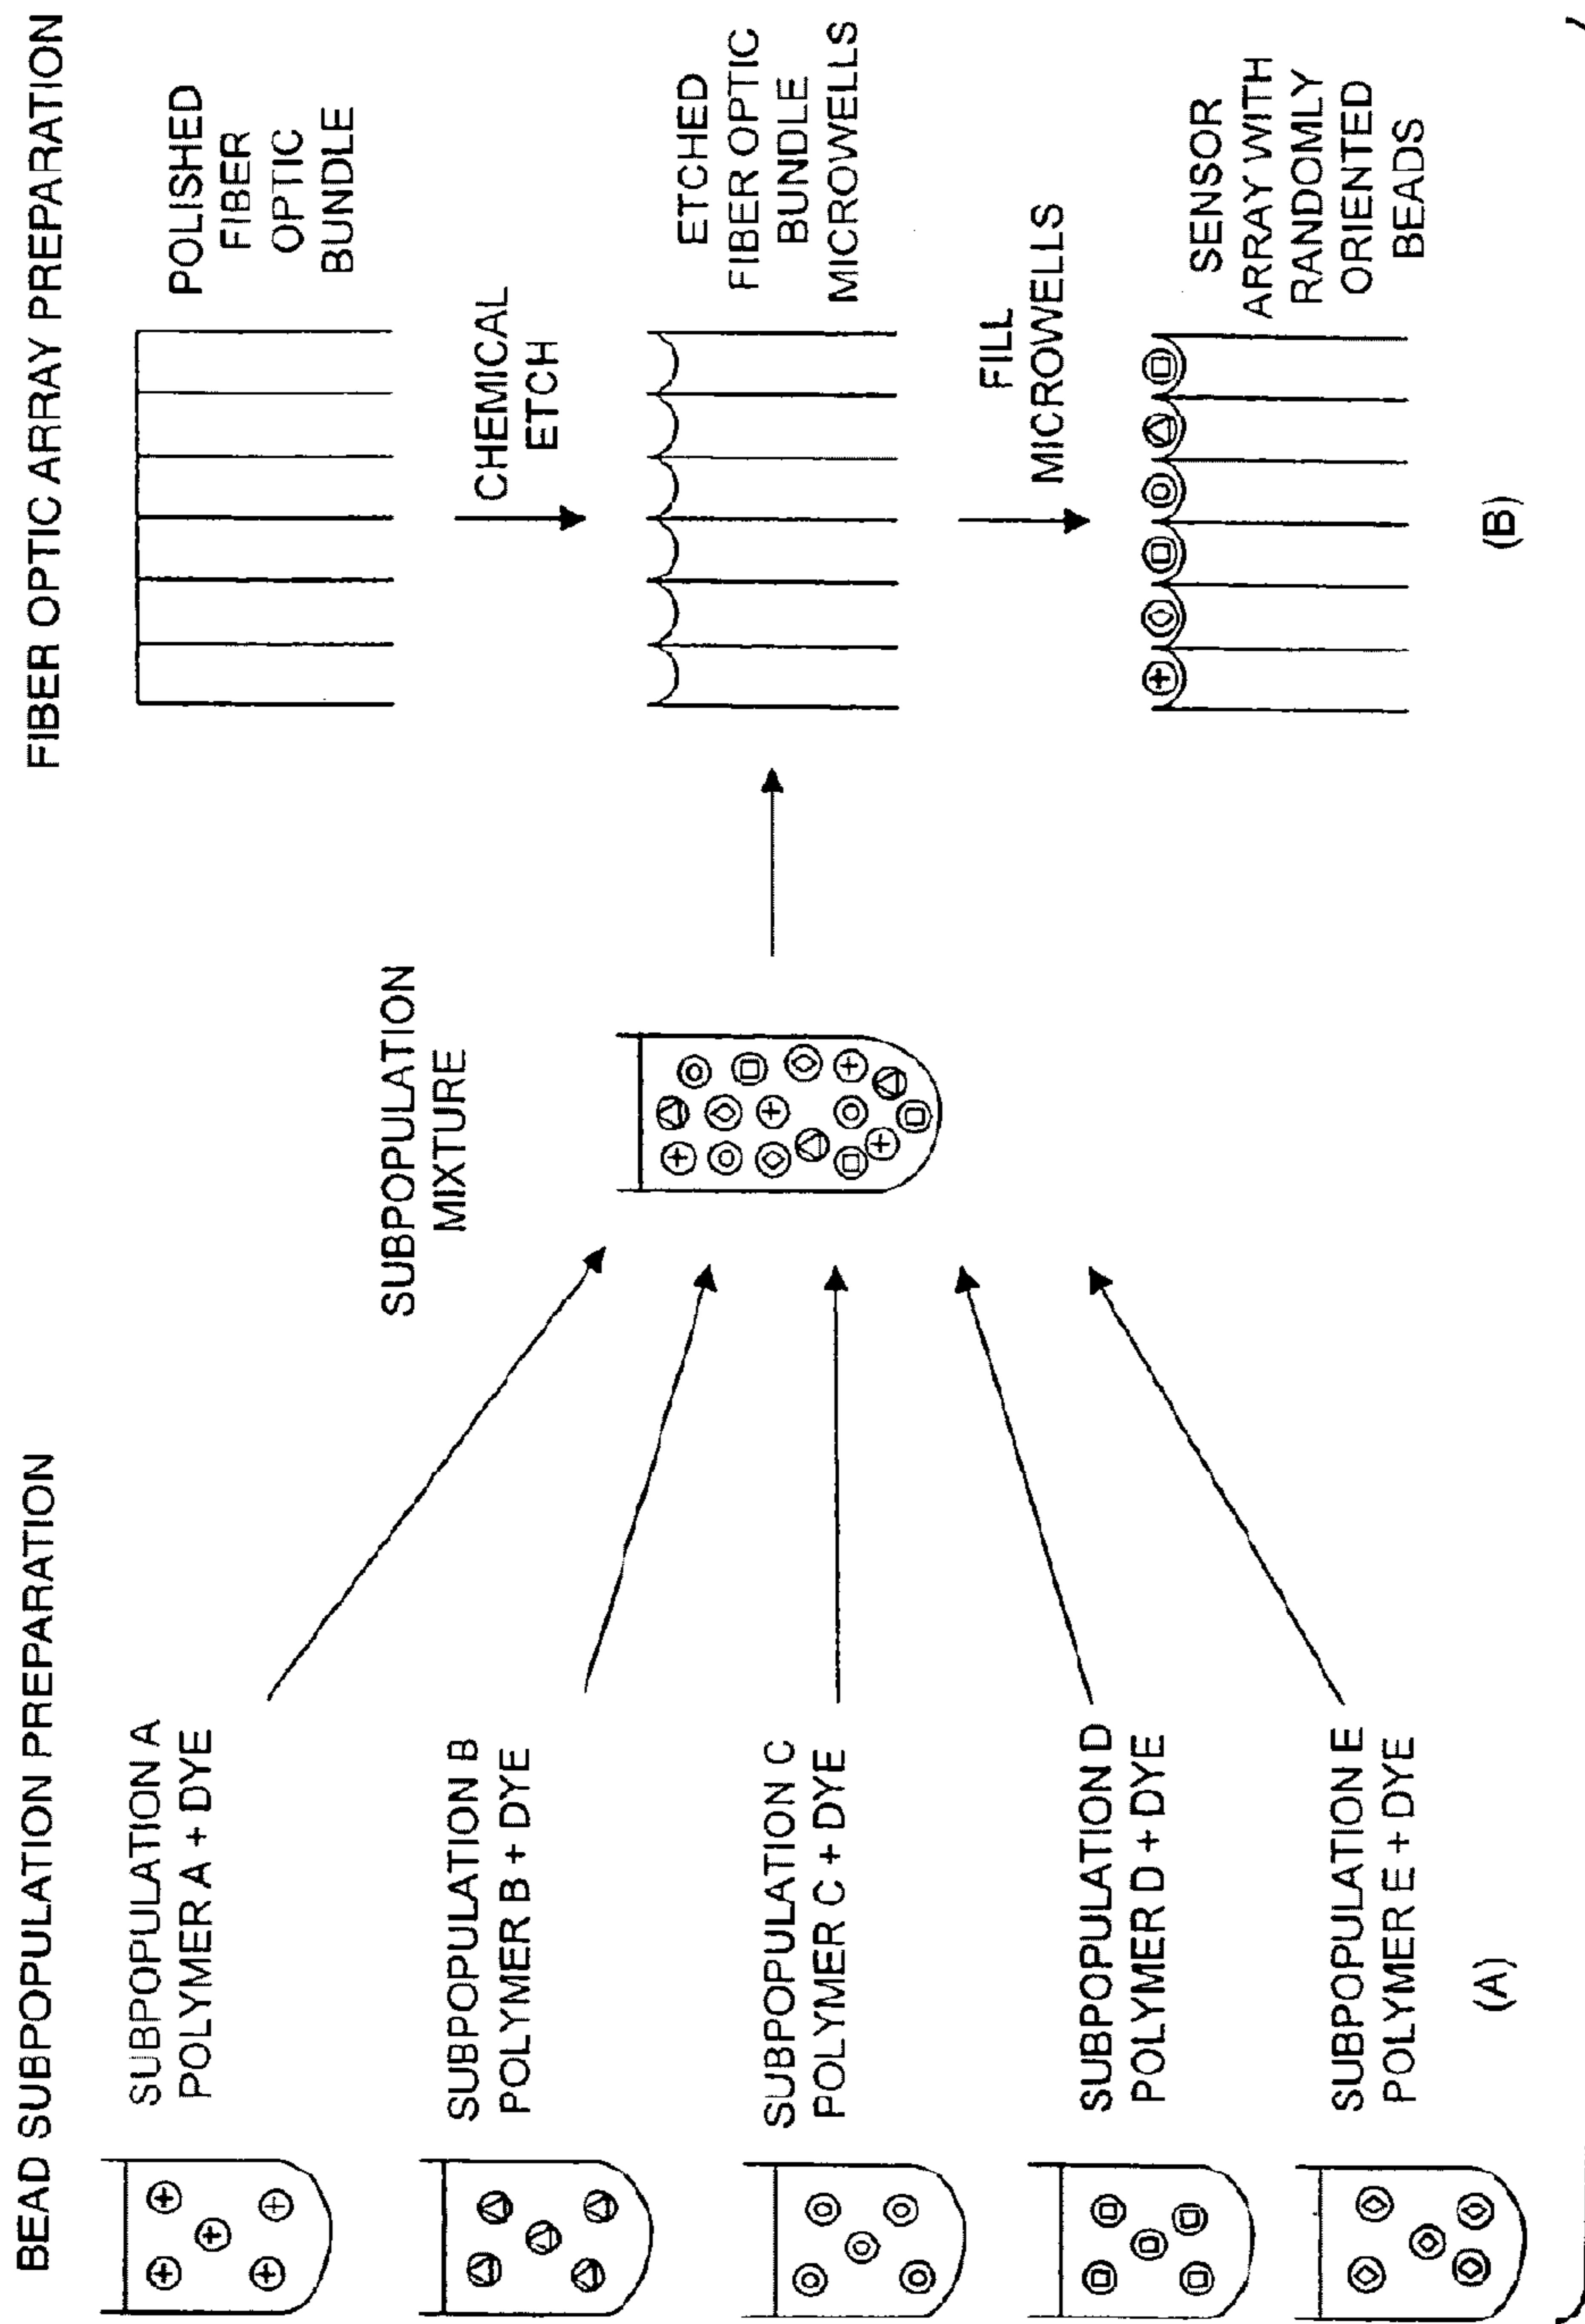 BEAD SUBPOPULATION PREPARATION
SUBPOPULATION A
POLYMER A + DYE
SUBPOPULATION B
POLYMER B + DYE
SUBPOPULATION C
POLYMER C + DYE
SUBPOPULATION D
POLYMER D + DYE
SUBPOPULATION E
POLYMER E + DYE
(A)
SUBPOPULATION
MIXTURE
FIBER OPTIC ARRAY PREPARATION
POLISHED
FIBER
OPTIC
BUNDLE
CHEMICAL
ETCH
ETCHED
FIBER OPTIC
BUNDLE
MICROWELLS
FILL
MICROWELLS
SENSOR
ARRAY WITH
RANDOMLY
ORIENTED
BEADS
(B)